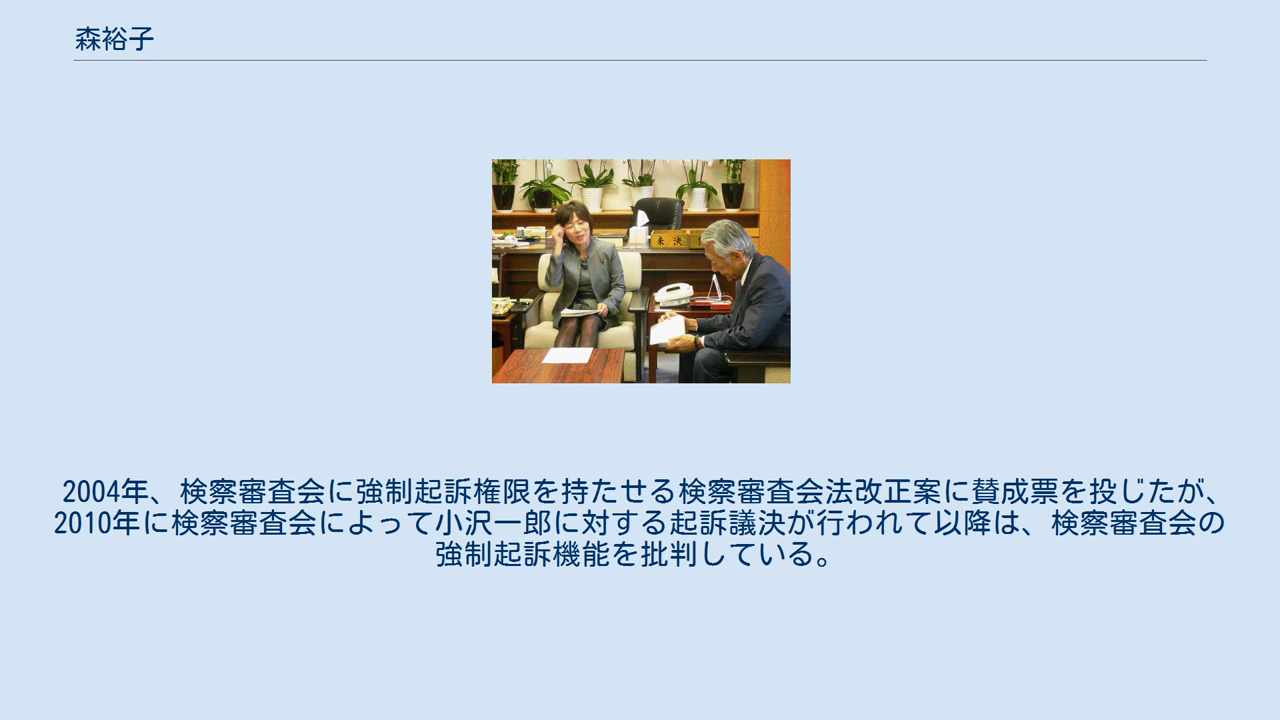 森裕子
未決
2004年、検察審査会に強制起訴権限を持たせる検察審査会法改正案に賛成票を投じたが、
2010年に検察審査会によって小沢一郎に対する起訴議決が行われて以降は、検察審査会の
強制起訴機能を批判している。